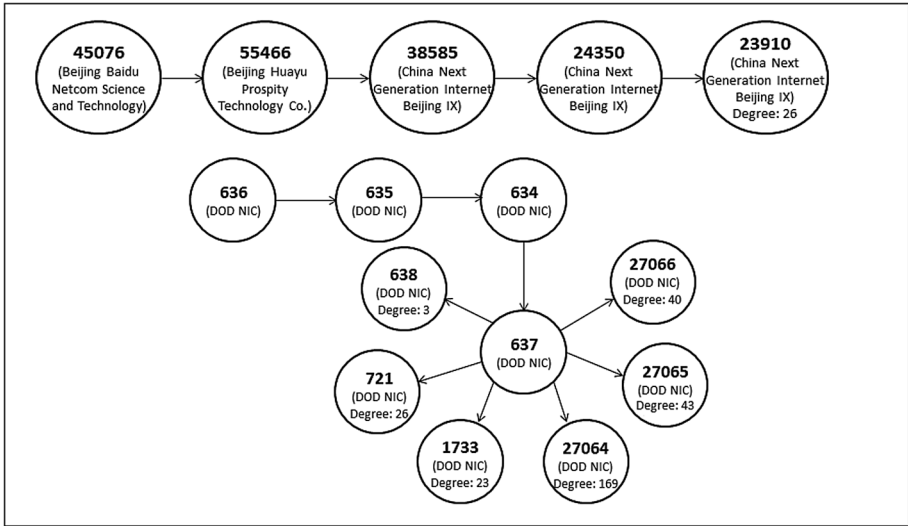 45076
(Beijing Baidu
Netcom Science
and Technology)
55466
(Beijing Huayu
Prospity
Technology Co.)
38585
(China Next
Generation Internet
Beijing IX)
24350
(China Next
Generation Internet
Beijing IX)
23910
(China Next
Generation Internet
Beijing IX)
Degree: 26
636
(DOD NIC)
635
(DOD NIC)
634
(DOD NIC)
638
(DOD NIC)
Degree: 3
27066
(DOD NIC)
Degree: 40
637
(DOD NIC)
721
(DOD NIC)
Degree: 26
27065
(DOD NIC)
Degree: 43
1733
(DOD NIC)
Degree: 23
27064
(DOD NIC)
Degree: 169